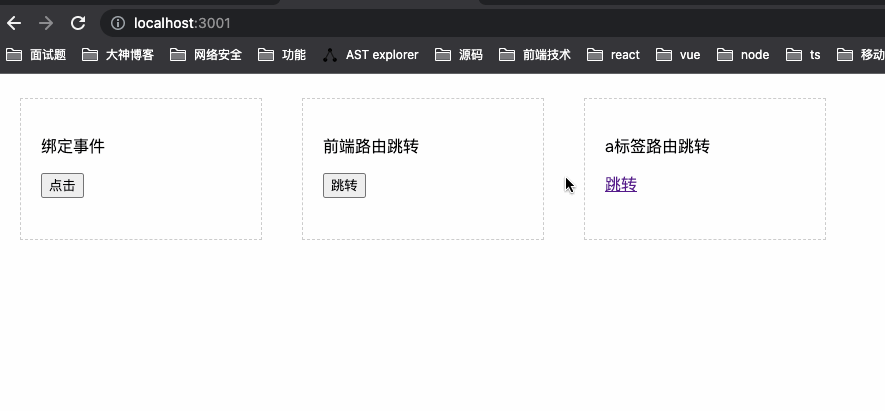 localhost:3001
面试题 大神博客 网络安全 功能 AST explorer 源码 前端技术 react vue node ts 移动
绑定事件
点击
前端路由跳转
跳转
a标签路由跳转
跳转